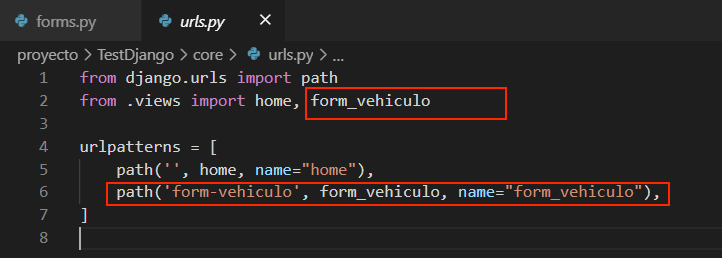 forms.py urls.py ×
proyecto > TestDjango > core > urls.py > ...
1 from django.urls import path
2 from .views import home, form_vehiculo
3
4 urlpatterns = [
5     path('', home, name="home"),
6     path('form-vehiculo', form_vehiculo, name="form_vehiculo"),
7 ]
8